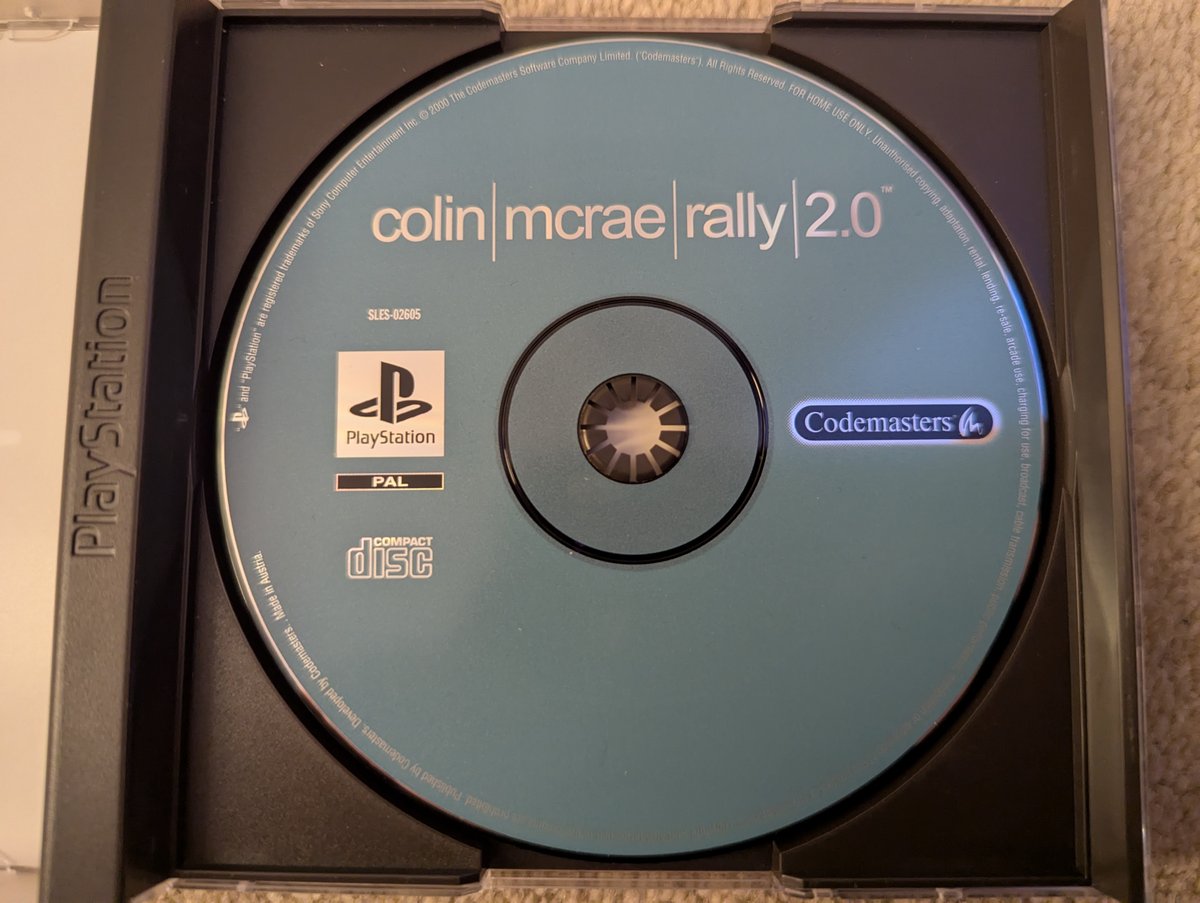 PlayStation
colin|mcrae|rally|2.0™
SLES-02605
PlayStation
PAL
COMPACT
disc
Codemasters
and "PlayStation" are registered trademarks of Sony Computer Entertainment Inc. © 2000 The Codemasters Software Company Limited. ("Codemasters"). All Rights Reserved. FOR HOME USE ONLY. Unauthorised copying, adaptation, rental, lending, re-sale, arcade use, charging for use, broadcast, cable transmission, public prohibited. Published by Codemasters. Developed by Codemasters. Made in Austria.